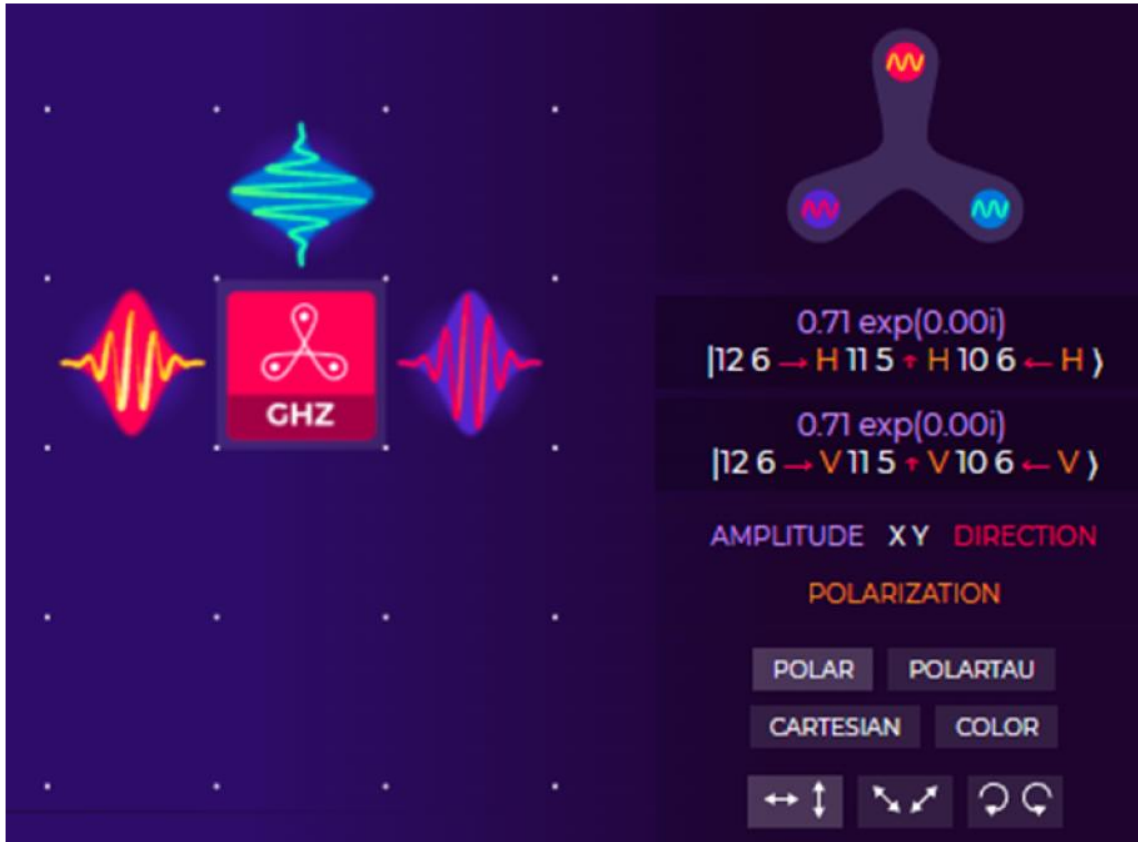 GHZ
0.71 exp(0.00i)
|12 6 → H 11 5 ↑ H 10 6 ← H ⟩
0.71 exp(0.00i)
|12 6 → V 11 5 ↑ V 10 6 ← V ⟩
AMPLITUDE X Y DIRECTION
POLARIZATION
POLAR POLARTAU
CARTESIAN COLOR